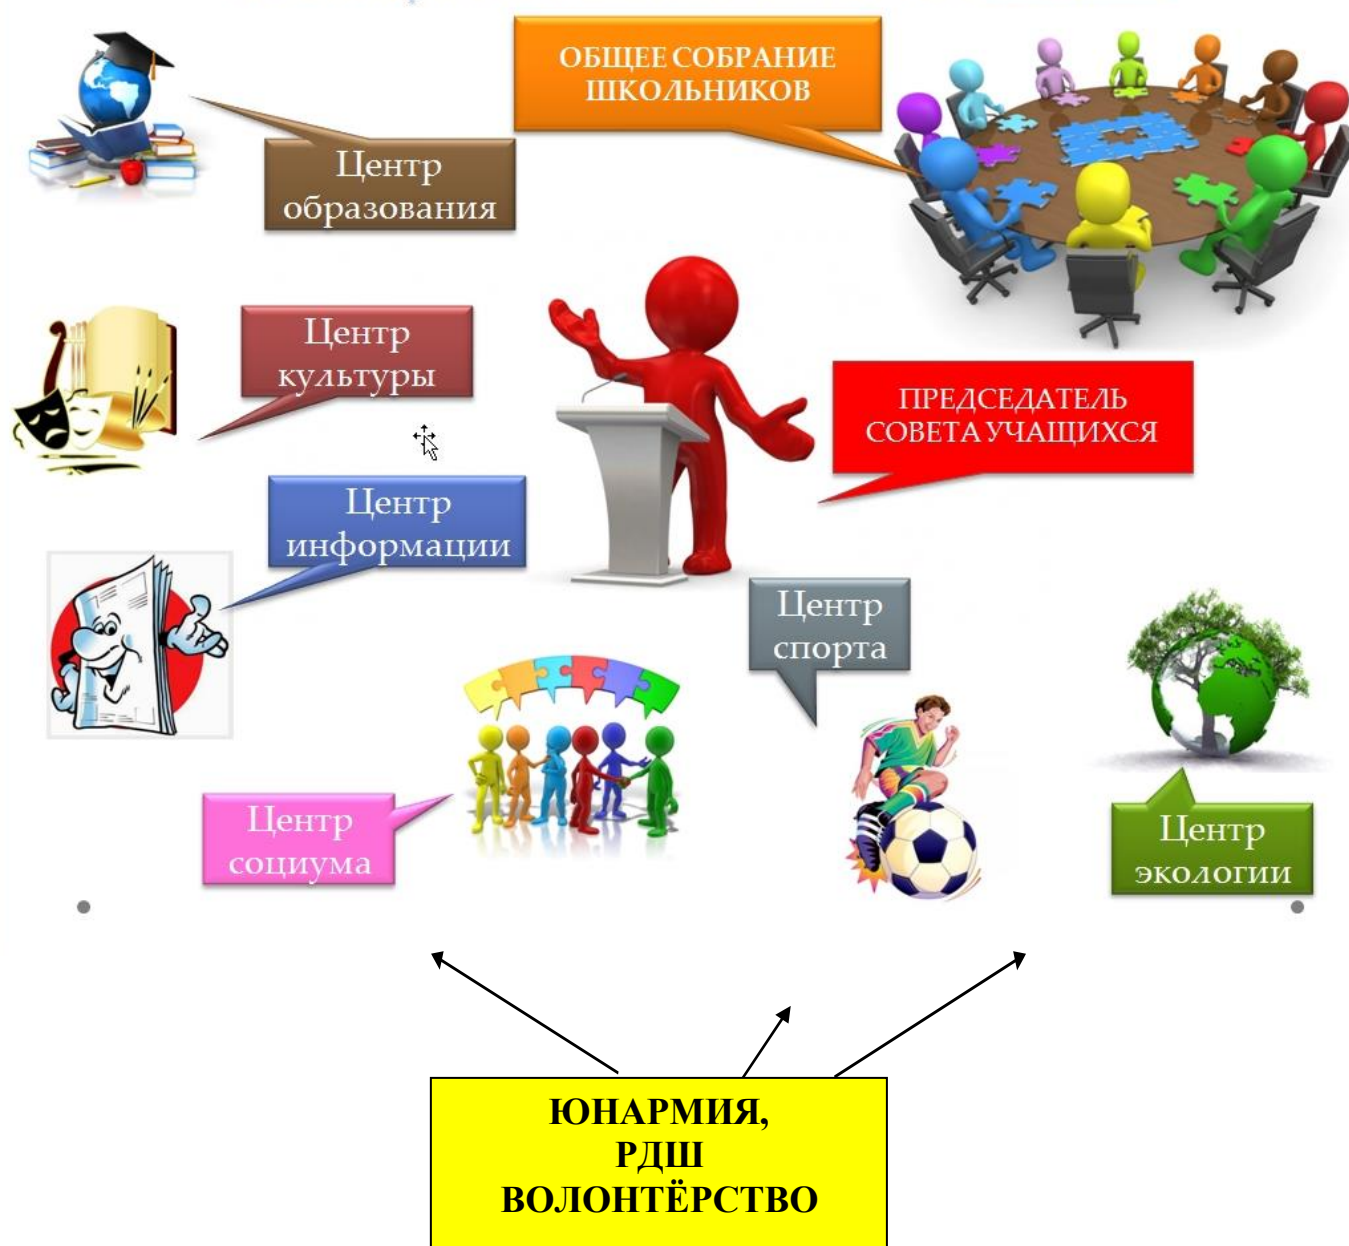 ОБЩЕЕ СОБРАНИЕ
ШКОЛЬНИКОВ
Центр
образования
Центр
культуры
ПРЕДСЕДАТЕЛЬ
СОВЕТА УЧАЩИХСЯ
Центр
информации
Центр
спорта
Центр
социума
Центр
экологии
ЮНАРМИЯ,
РДШ
ВОЛОНТЁРСТВО